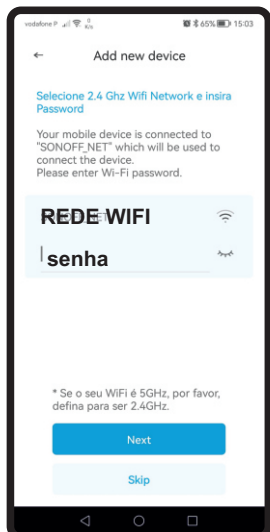 vodafone P 0 K/s 65% 15:03
← Add new device
Selecione 2.4 Ghz Wifi Network e insira
Password
Your mobile device is connected to
"SONOFF_NET" which will be used to
connect the device.
Please enter Wi-Fi password.
REDE WIFI
senha
* Se o seu WiFi é 5GHz, por favor,
defina para ser 2.4GHz.
Next
Skip